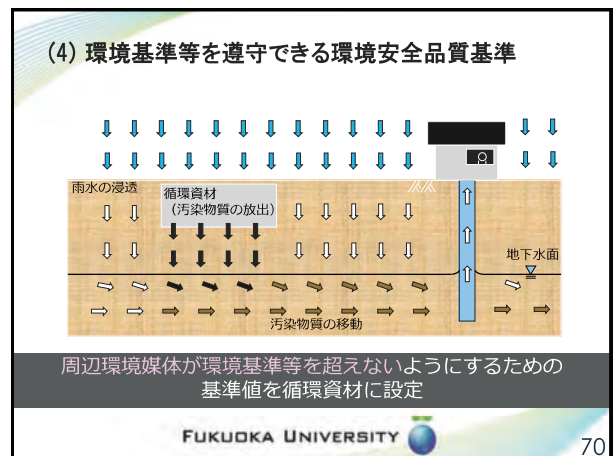 (4) 環境基準等を遵守できる環境安全品質基準
雨水の浸透
循環資材
(汚染物質の放出)
地下水面
汚染物質の移動
周辺環境媒体が環境基準等を超えないようにするための
基準値を循環資材に設定
FUKUOKA UNIVERSITY
70